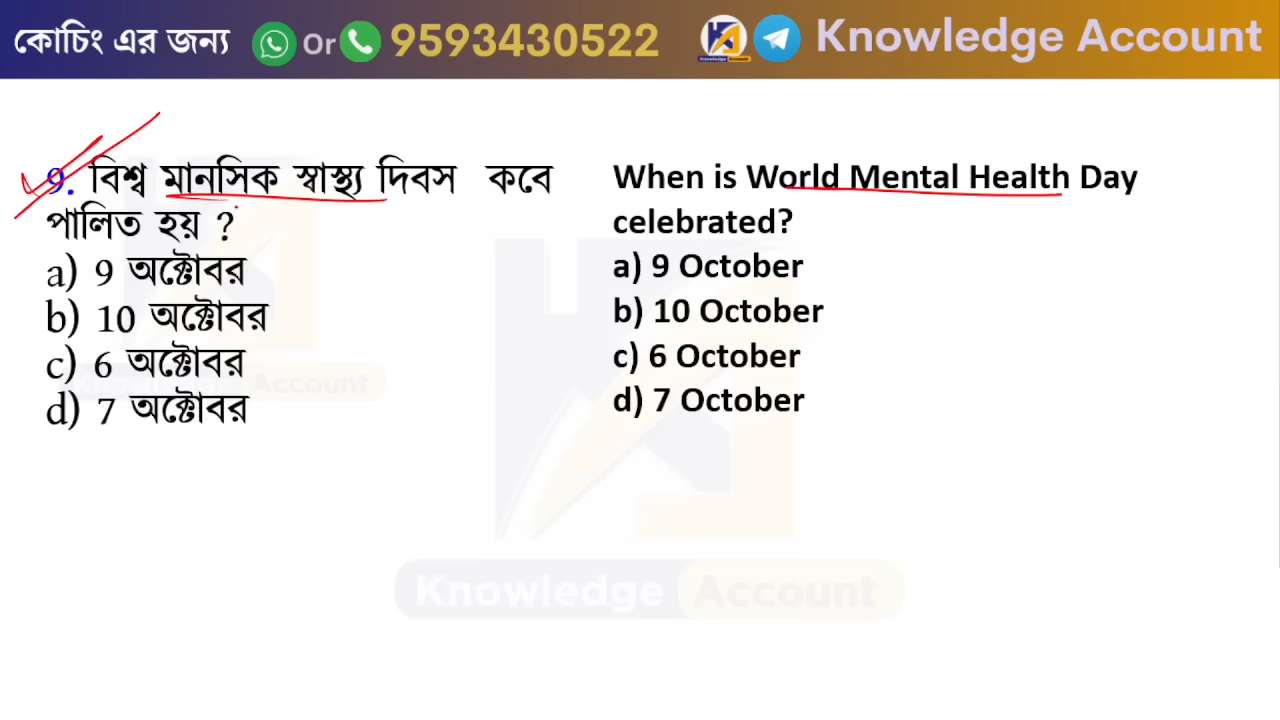 কোচিং এর জন্য Or 9593430522 Knowledge Account
9. বিশ্ব মানসিক স্বাস্থ্য দিবস কবে
পালিত হয় ?
a) 9 অক্টোবর
b) 10 অক্টোবর
c) 6 অক্টোবর
d) 7 অক্টোবর
When is World Mental Health Day
celebrated?
a) 9 October
b) 10 October
c) 6 October
d) 7 October
Knowledge Account
Knowledge Account